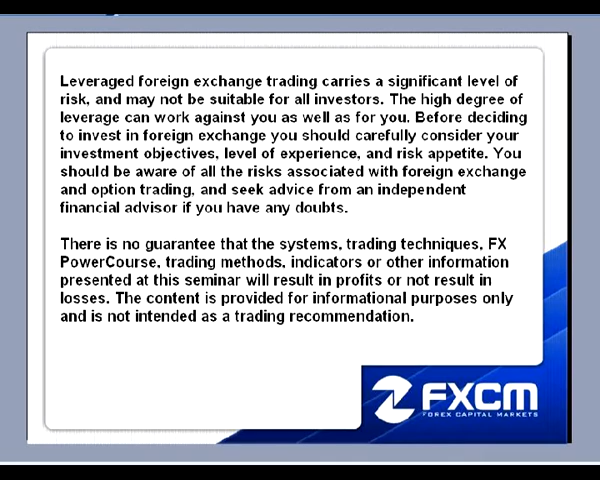 Leveraged foreign exchange trading carries a significant level of
risk, and may not be suitable for all investors. The high degree of
leverage can work against you as well as for you. Before deciding
to invest in foreign exchange you should carefully consider your
investment objectives, level of experience, and risk appetite. You
should be aware of all the risks associated with foreign exchange
and option trading, and seek advice from an independent
financial advisor if you have any doubts.
There is no guarantee that the systems, trading techniques, FX
PowerCourse, trading methods, indicators or other information
presented at this seminar will result in profits or not result in
losses. The content is provided for informational purposes only
and is not intended as a trading recommendation.
FXCM
FOREX CAPITAL MARKETS